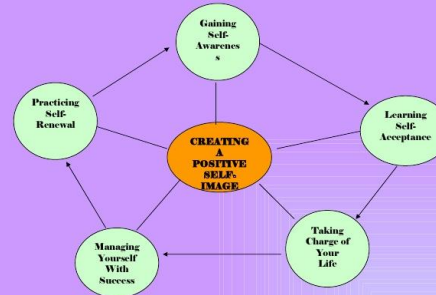 Gaining
Self-
Awarenes
s
Practicing
Self-
Renewal
Learning
Self-
Acceptance
CREATING
A
POSITIVE
SELF-
IMAGE
Managing
Yourself
With
Success
Taking
Charge of
Your
Life